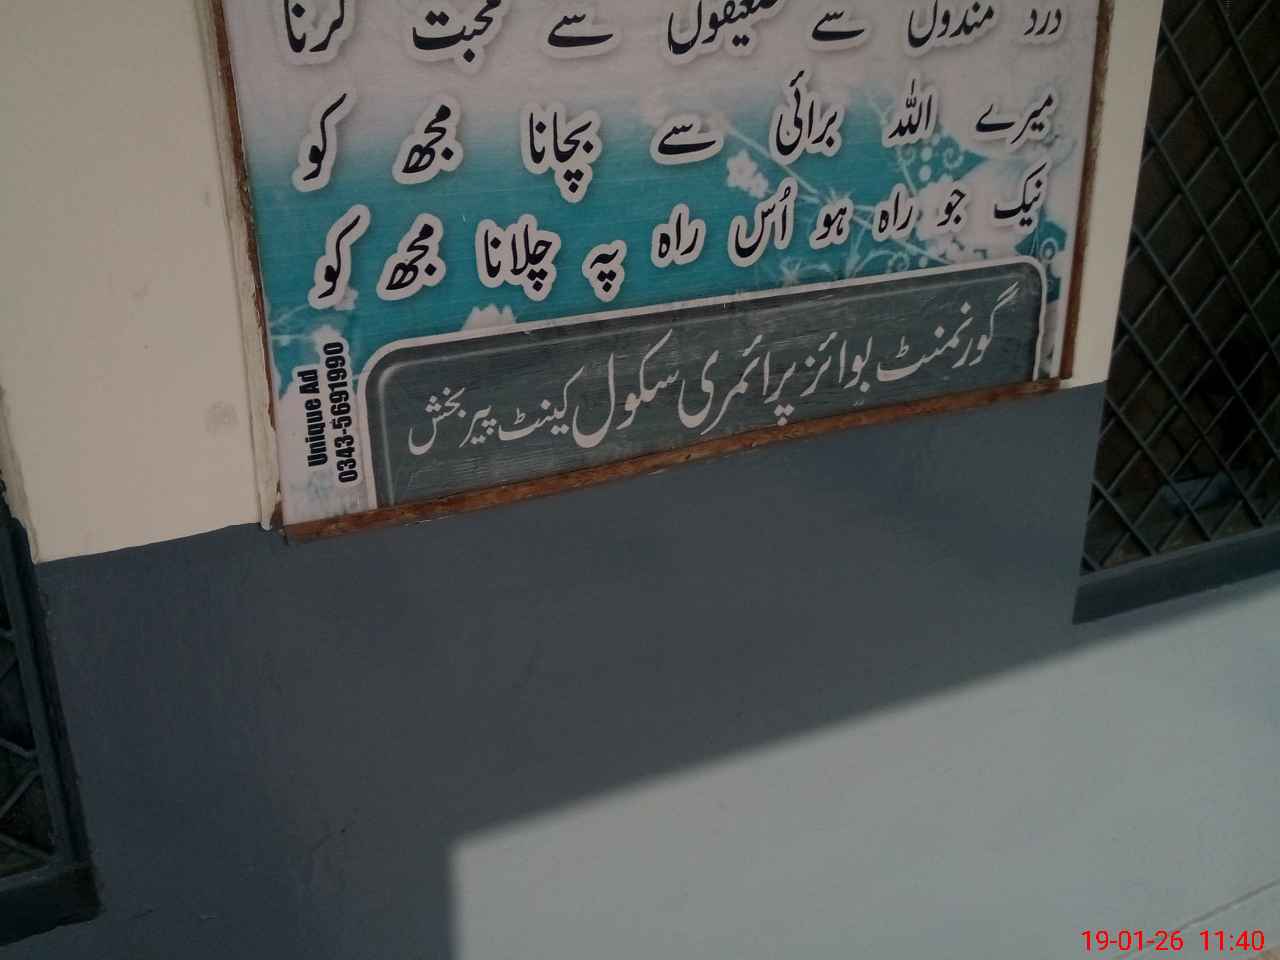 درد مندوں سے ضعیفوں سے محبت کرنا
میرے اللہ برائی سے بچانا مجھ کو
نیک جو راہ ہو اُس راہ پہ چلانا مجھ کو
گورنمنٹ بوائز پرائمری سکول کینٹ پیر بخش
Unique Ad
0343-5691990
19-01-26 11:40